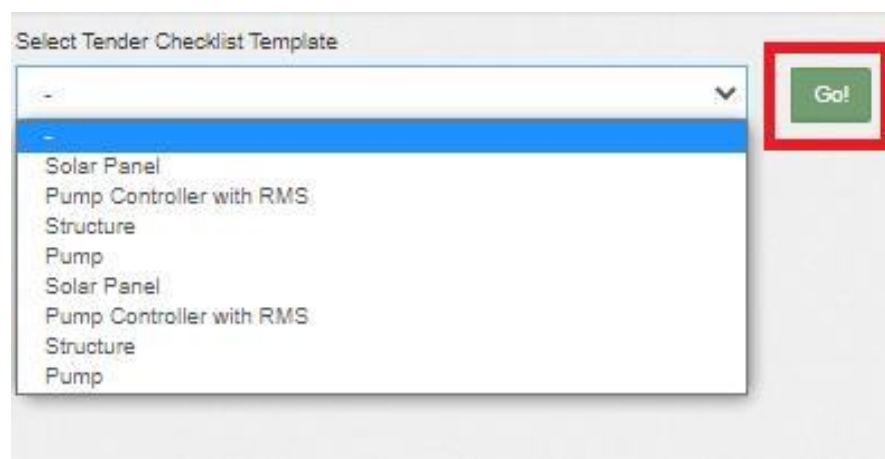 Select Tender Checklist Template
-
Go!
-
Solar Panel
Pump Controller with RMS
Structure
Pump
Solar Panel
Pump Controller with RMS
Structure
Pump